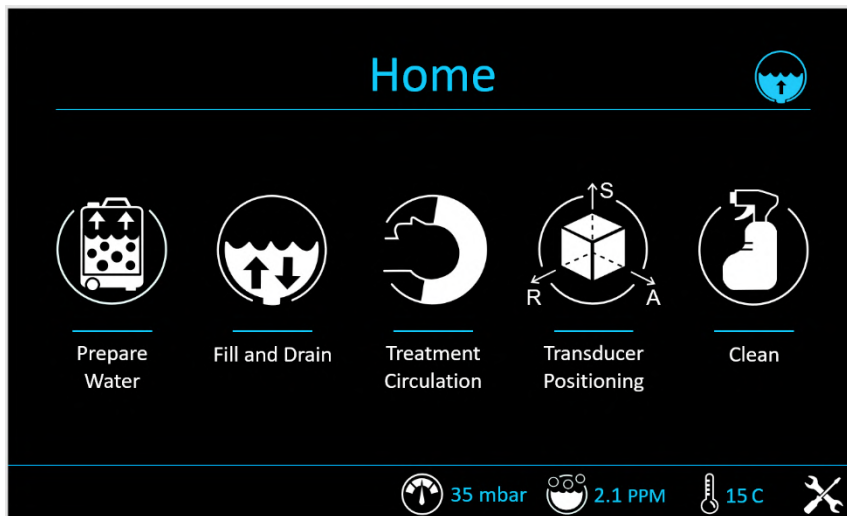 Home
S
R
A
Prepare
Water
Fill and Drain
Treatment
Circulation
Transducer
Positioning
Clean
35 mbar
2.1 PPM
15 C